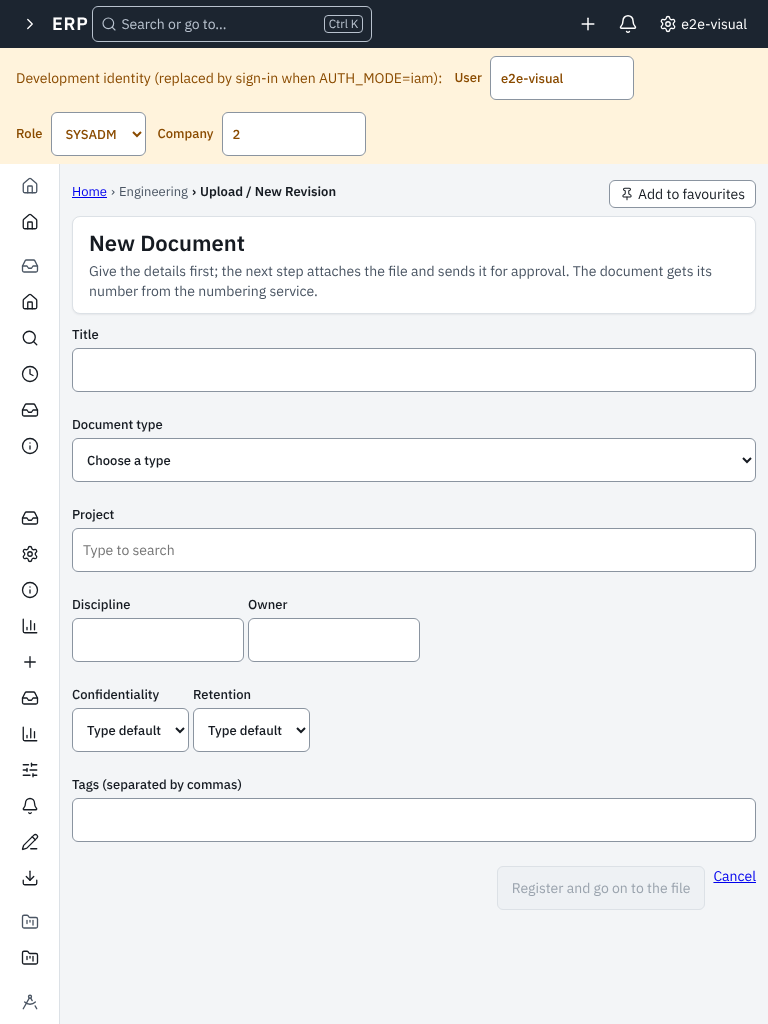 ERP
Search or go to...
Ctrl K
e2e-visual
Development identity (replaced by sign-in when AUTH_MODE=iam):
User
e2e-visual
Role
SYSADM
Company
2
Home › Engineering › Upload / New Revision
Add to favourites
New Document
Give the details first; the next step attaches the file and sends it for approval. The document gets its
number from the numbering service.
Title
Document type
Choose a type
Project
Type to search
Discipline
Owner
Confidentiality
Retention
Type default
Type default
Tags (separated by commas)
Register and go on to the file
Cancel